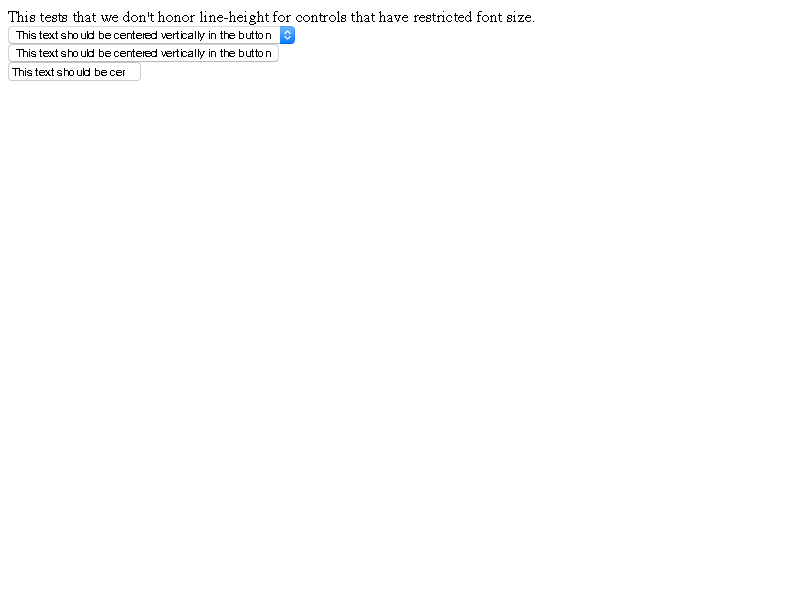 This tests that we don't honor line-height for controls that have restricted font size.
This text should be centered vertically in the button
This text should be centered vertically in the button
This text should be cer